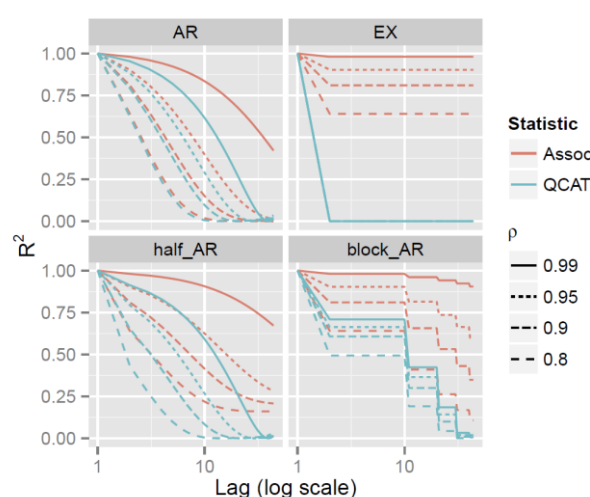 AR
EX
1.00
0.75
0.50
0.25
0.00
half_AR
block_AR
1.00
0.75
0.50
0.25
0.00
R²
1
10
1
10
Lag (log scale)
Statistic
Assoc
QCAT
ρ
0.99
0.95
0.9
0.8